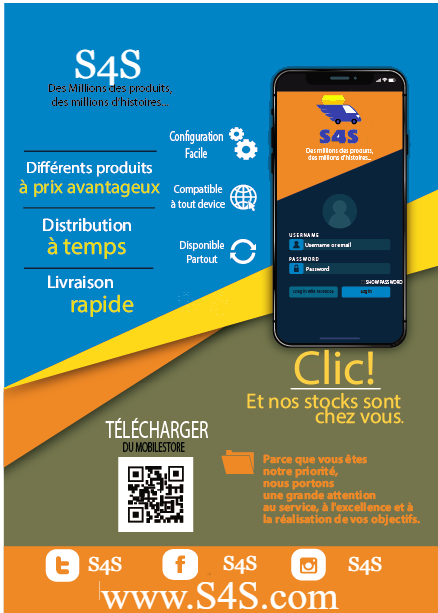 S4S
Des Millions des produits,
des millions d'histoires...
Configuration
Facile
Différents produits
à prix avantageux
Compatible
à tout device
Distribution
à temps
Disponible
Partout
Livraison
rapide
S4S
Des millions des produits,
des millions d'histoires...
USERNAME
Username or email
PASSWORD
Password
SHOW PASSWORD
Log in
Clic!
Et nos stocks sont
chez vous.
TÉLÉCHARGER
DU MOBILESTORE
Parce que vous êtes
notre priorité,
nous portons
une grande attention
au service, à l'excellence et à
la réalisation de vos objectifs.
S4S
S4S
S4S
www.S4S.com